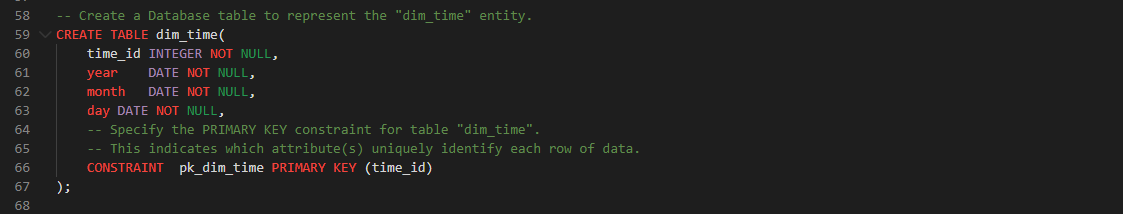 58 -- Create a Database table to represent the "dim_time" entity.
59 CREATE TABLE dim_time(
60 time_id INTEGER NOT NULL,
61 year    DATE NOT NULL,
62 month   DATE NOT NULL,
63 day DATE NOT NULL,
64 -- Specify the PRIMARY KEY constraint for table "dim_time".
65 -- This indicates which attribute(s) uniquely identify each row of data.
66 CONSTRAINT  pk_dim_time PRIMARY KEY (time_id)
67 );
68